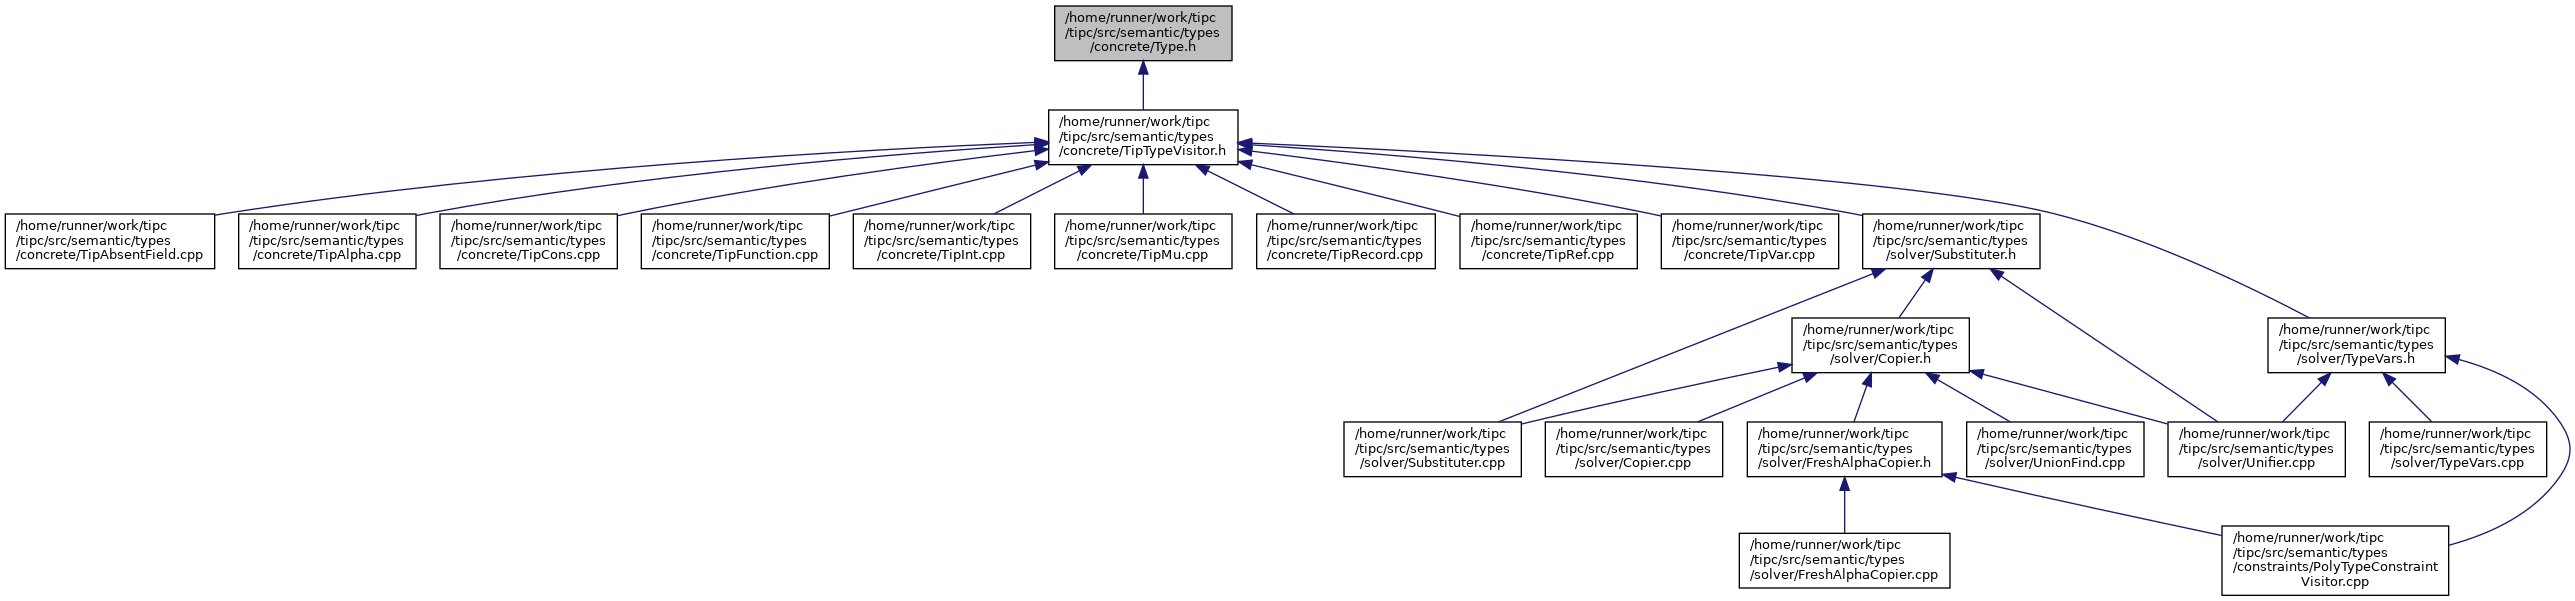 /home/runner/work/tipc
/tipc/src/semantic/types
/concrete/Type.h
/home/runner/work/tipc
/tipc/src/semantic/types
/concrete/TipTypeVisitor.h
/home/runner/work/tipc
/tipc/src/semantic/types
/concrete/TipAbsentField.cpp
/home/runner/work/tipc
/tipc/src/semantic/types
/concrete/TipAlpha.cpp
/home/runner/work/tipc
/tipc/src/semantic/types
/concrete/TipCons.cpp
/home/runner/work/tipc
/tipc/src/semantic/types
/concrete/TipFunction.cpp
/home/runner/work/tipc
/tipc/src/semantic/types
/concrete/TipInt.cpp
/home/runner/work/tipc
/tipc/src/semantic/types
/concrete/TipMu.cpp
/home/runner/work/tipc
/tipc/src/semantic/types
/concrete/TipRecord.cpp
/home/runner/work/tipc
/tipc/src/semantic/types
/concrete/TipRef.cpp
/home/runner/work/tipc
/tipc/src/semantic/types
/concrete/TipVar.cpp
/home/runner/work/tipc
/tipc/src/semantic/types
/solver/Substituter.h
/home/runner/work/tipc
/tipc/src/semantic/types
/solver/Copier.h
/home/runner/work/tipc
/tipc/src/semantic/types
/solver/TypeVars.h
/home/runner/work/tipc
/tipc/src/semantic/types
/solver/Substituter.cpp
/home/runner/work/tipc
/tipc/src/semantic/types
/solver/Copier.cpp
/home/runner/work/tipc
/tipc/src/semantic/types
/solver/FreshAlphaCopier.h
/home/runner/work/tipc
/tipc/src/semantic/types
/solver/UnionFind.cpp
/home/runner/work/tipc
/tipc/src/semantic/types
/solver/Unifier.cpp
/home/runner/work/tipc
/tipc/src/semantic/types
/solver/TypeVars.cpp
/home/runner/work/tipc
/tipc/src/semantic/types
/solver/FreshAlphaCopier.cpp
/home/runner/work/tipc
/tipc/src/semantic/types
/constraints/PolyTypeConstraint
Visitor.cpp